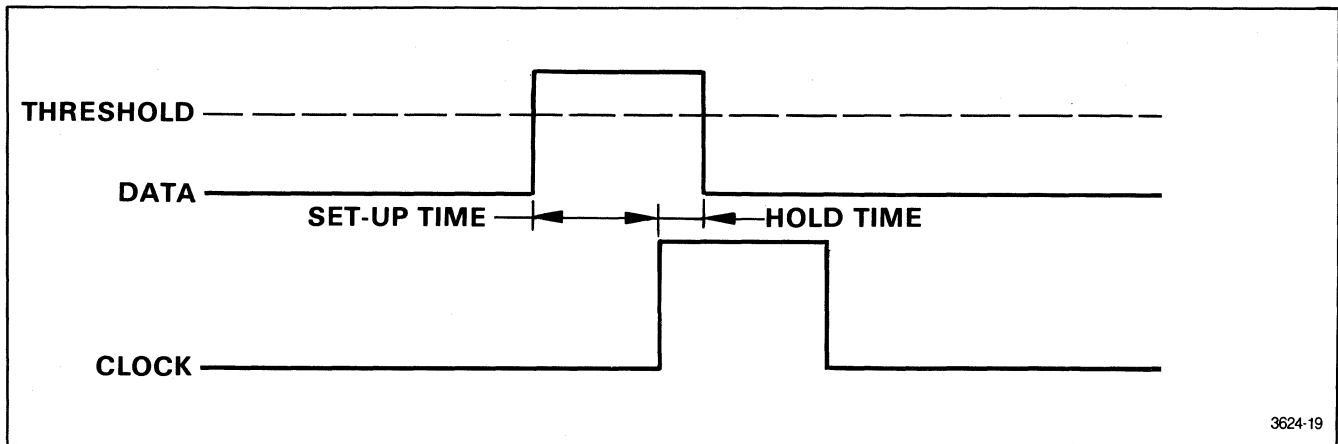 THRESHOLD
DATA
SET-UP TIME
HOLD TIME
CLOCK
3624-19